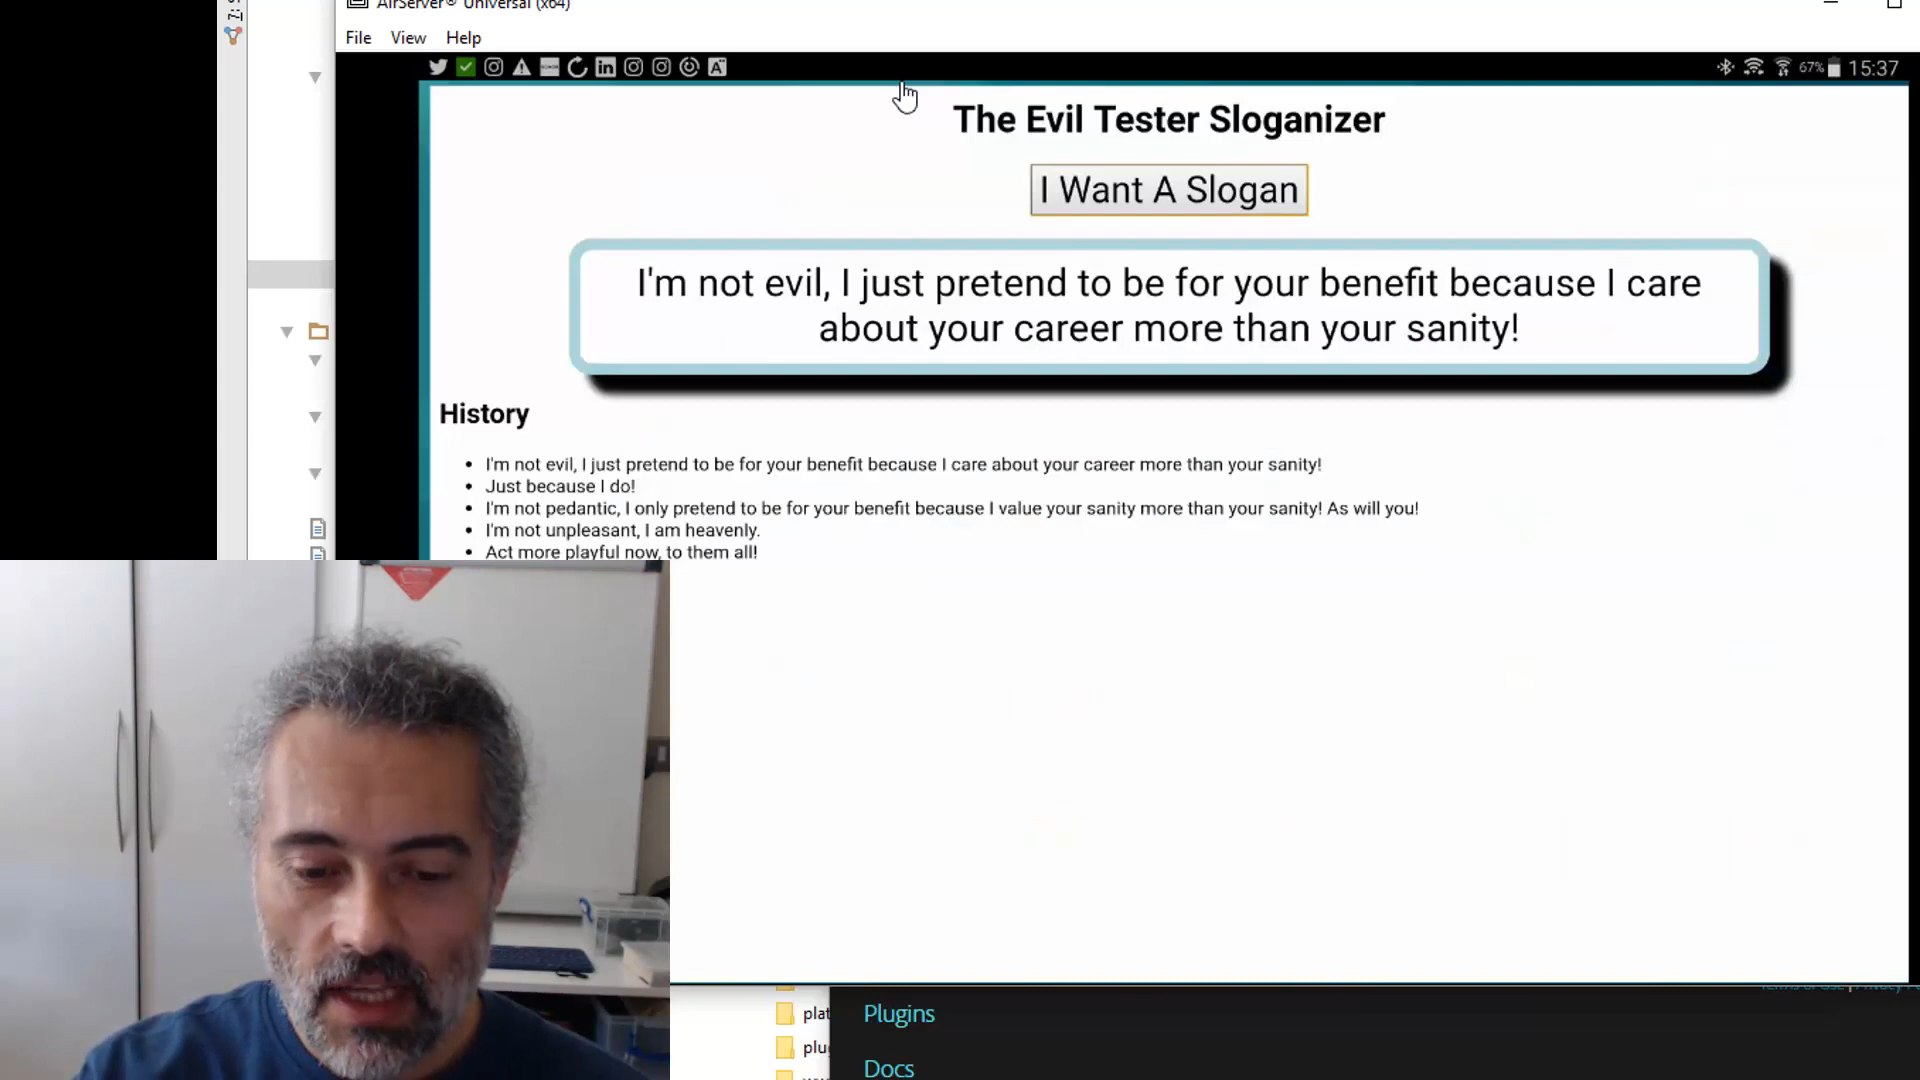 AirServer® Universal (x64)
File View Help
67% 15:37
The Evil Tester Sloganizer
I Want A Slogan
I'm not evil, I just pretend to be for your benefit because I care
about your career more than your sanity!
History
I'm not evil, I just pretend to be for your benefit because I care about your career more than your sanity!
Just because I do!
I'm not pedantic, I only pretend to be for your benefit because I value your sanity more than your sanity! As will you!
I'm not unpleasant, I am heavenly.
Act more playful now, to them all!
plat
Plugins
plu
Docs